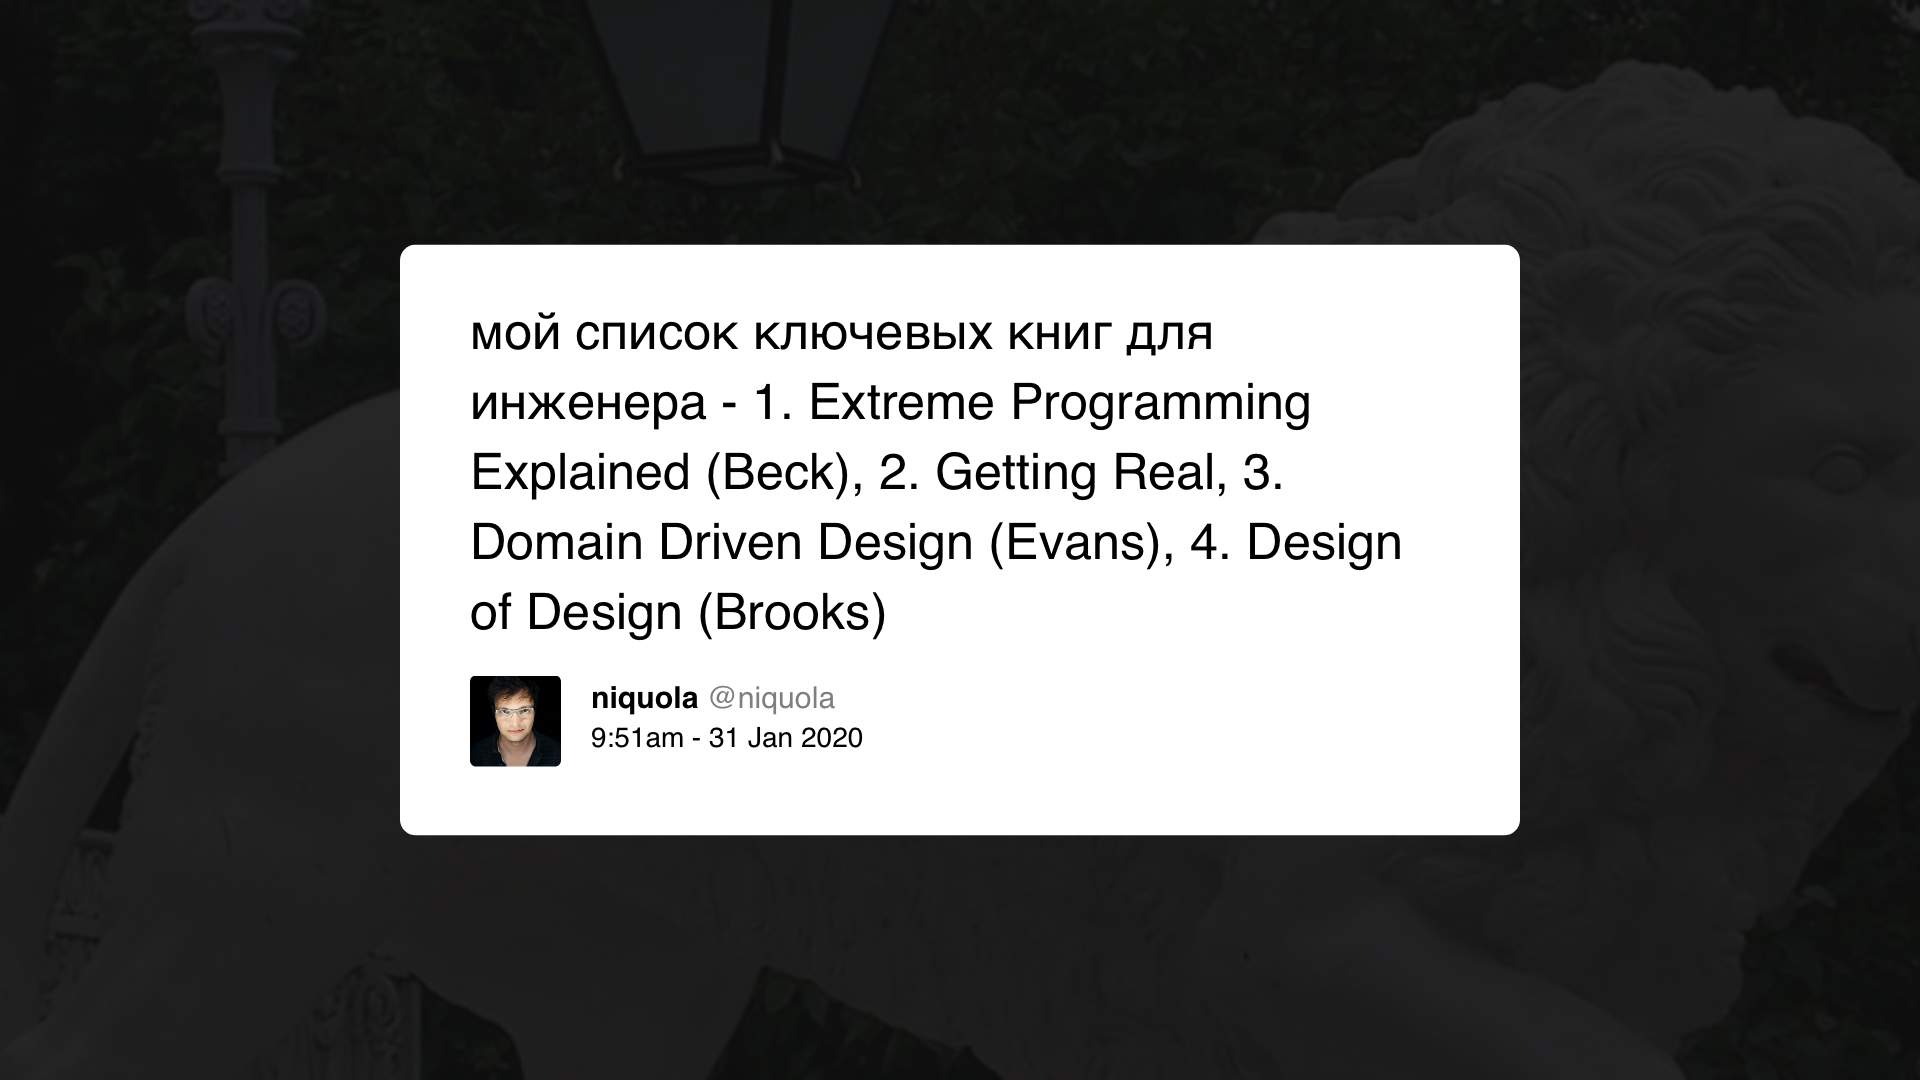 мой список ключевых книг для
инженера - 1. Extreme Programming
Explained (Beck), 2. Getting Real, 3.
Domain Driven Design (Evans), 4. Design
of Design (Brooks)
niquola @niquola
9:51am - 31 Jan 2020